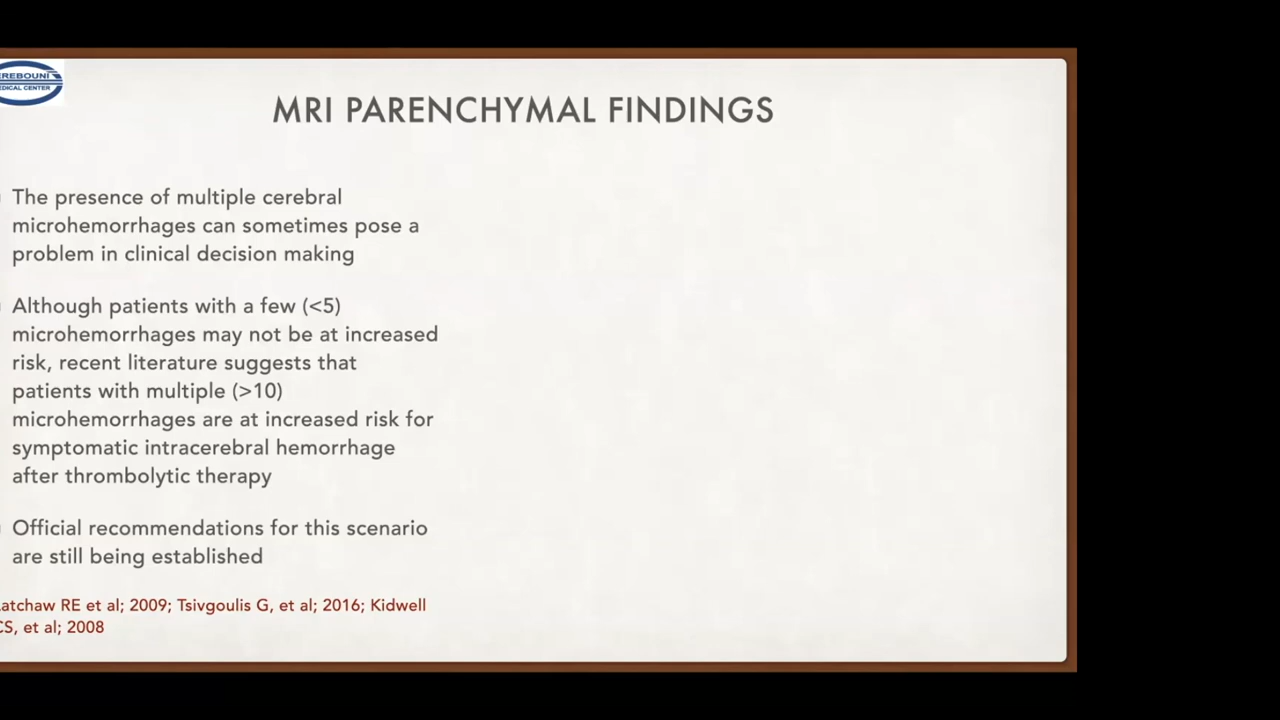 EREBOUNI
EDICAL CENTER
MRI PARENCHYMAL FINDINGS
The presence of multiple cerebral
microhemorrhages can sometimes pose a
problem in clinical decision making
Although patients with a few (<5)
microhemorrhages may not be at increased
risk, recent literature suggests that
patients with multiple (>10)
microhemorrhages are at increased risk for
symptomatic intracerebral hemorrhage
after thrombolytic therapy
Official recommendations for this scenario
are still being established
atchaw RE et al; 2009; Tsivgoulis G, et al; 2016; Kidwell
CS, et al; 2008